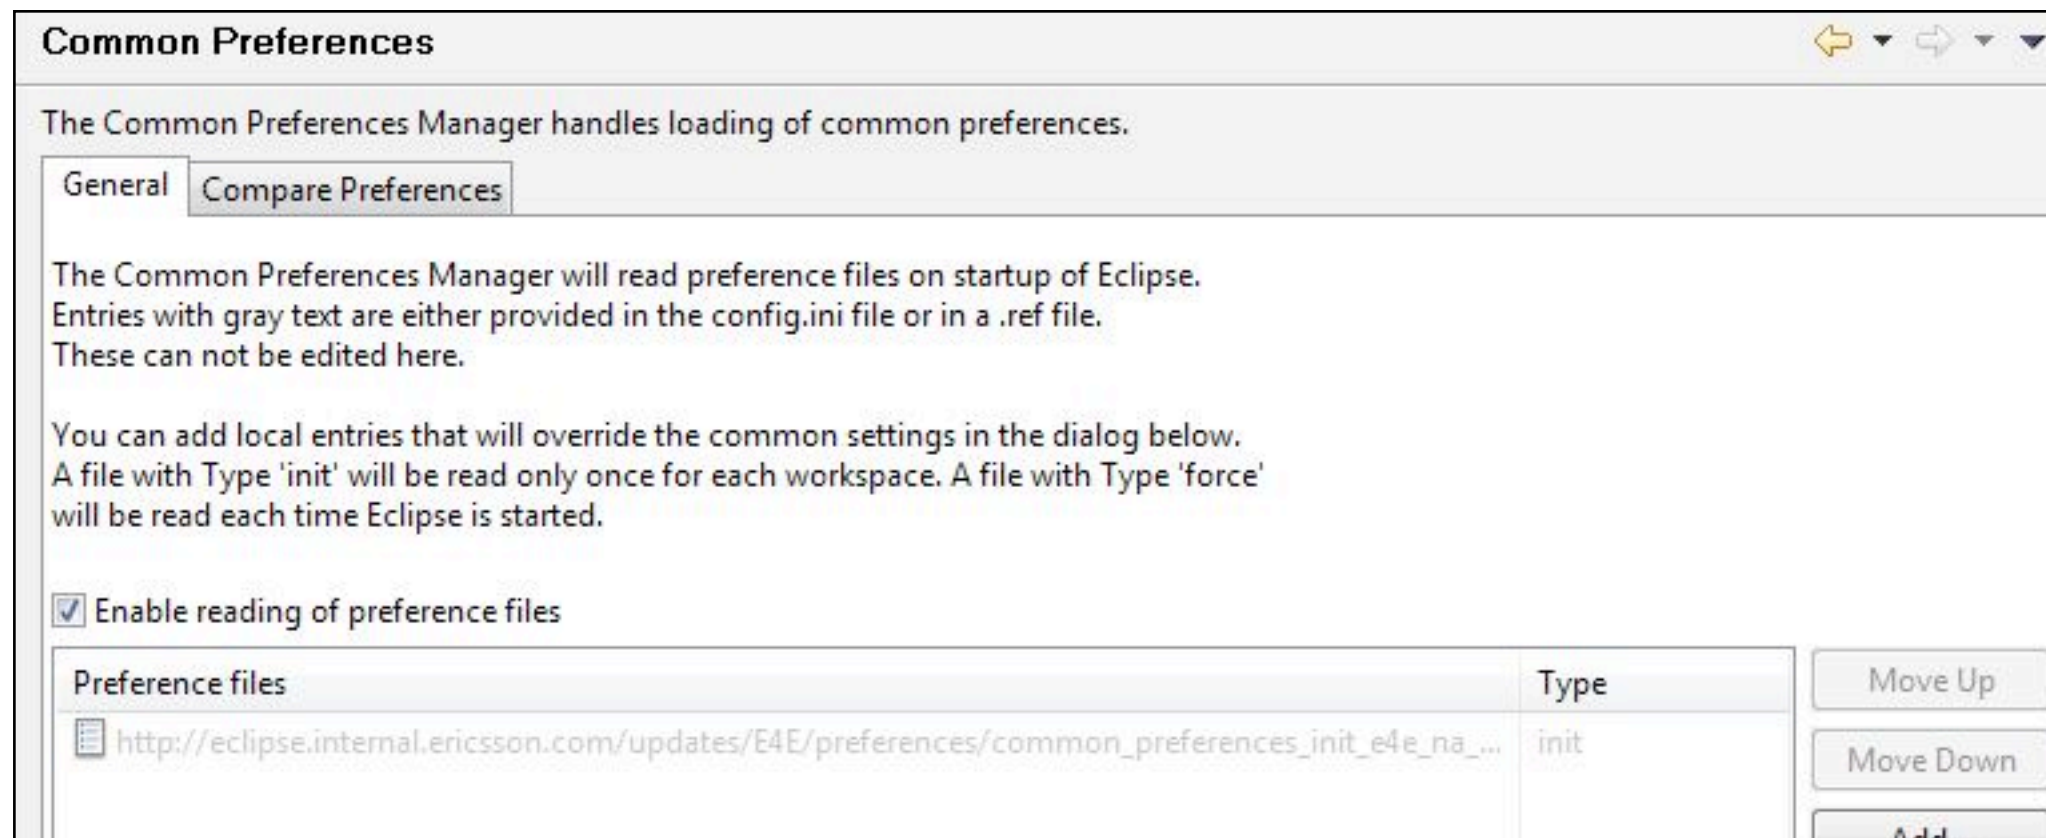 Common Preferences
The Common Preferences Manager handles loading of common preferences.
General
Compare Preferences
The Common Preferences Manager will read preference files on startup of Eclipse.
Entries with gray text are either provided in the config.ini file or in a .ref file.
These can not be edited here.
You can add local entries that will override the common settings in the dialog below.
A file with Type 'init' will be read only once for each workspace. A file with Type 'force'
will be read each time Eclipse is started.
Enable reading of preference files
Preference files
Type
Move Up
http://eclipse.internal.ericsson.com/updates/E4E/preferences/common_preferences_init_e4e_na_...
init
Move Down